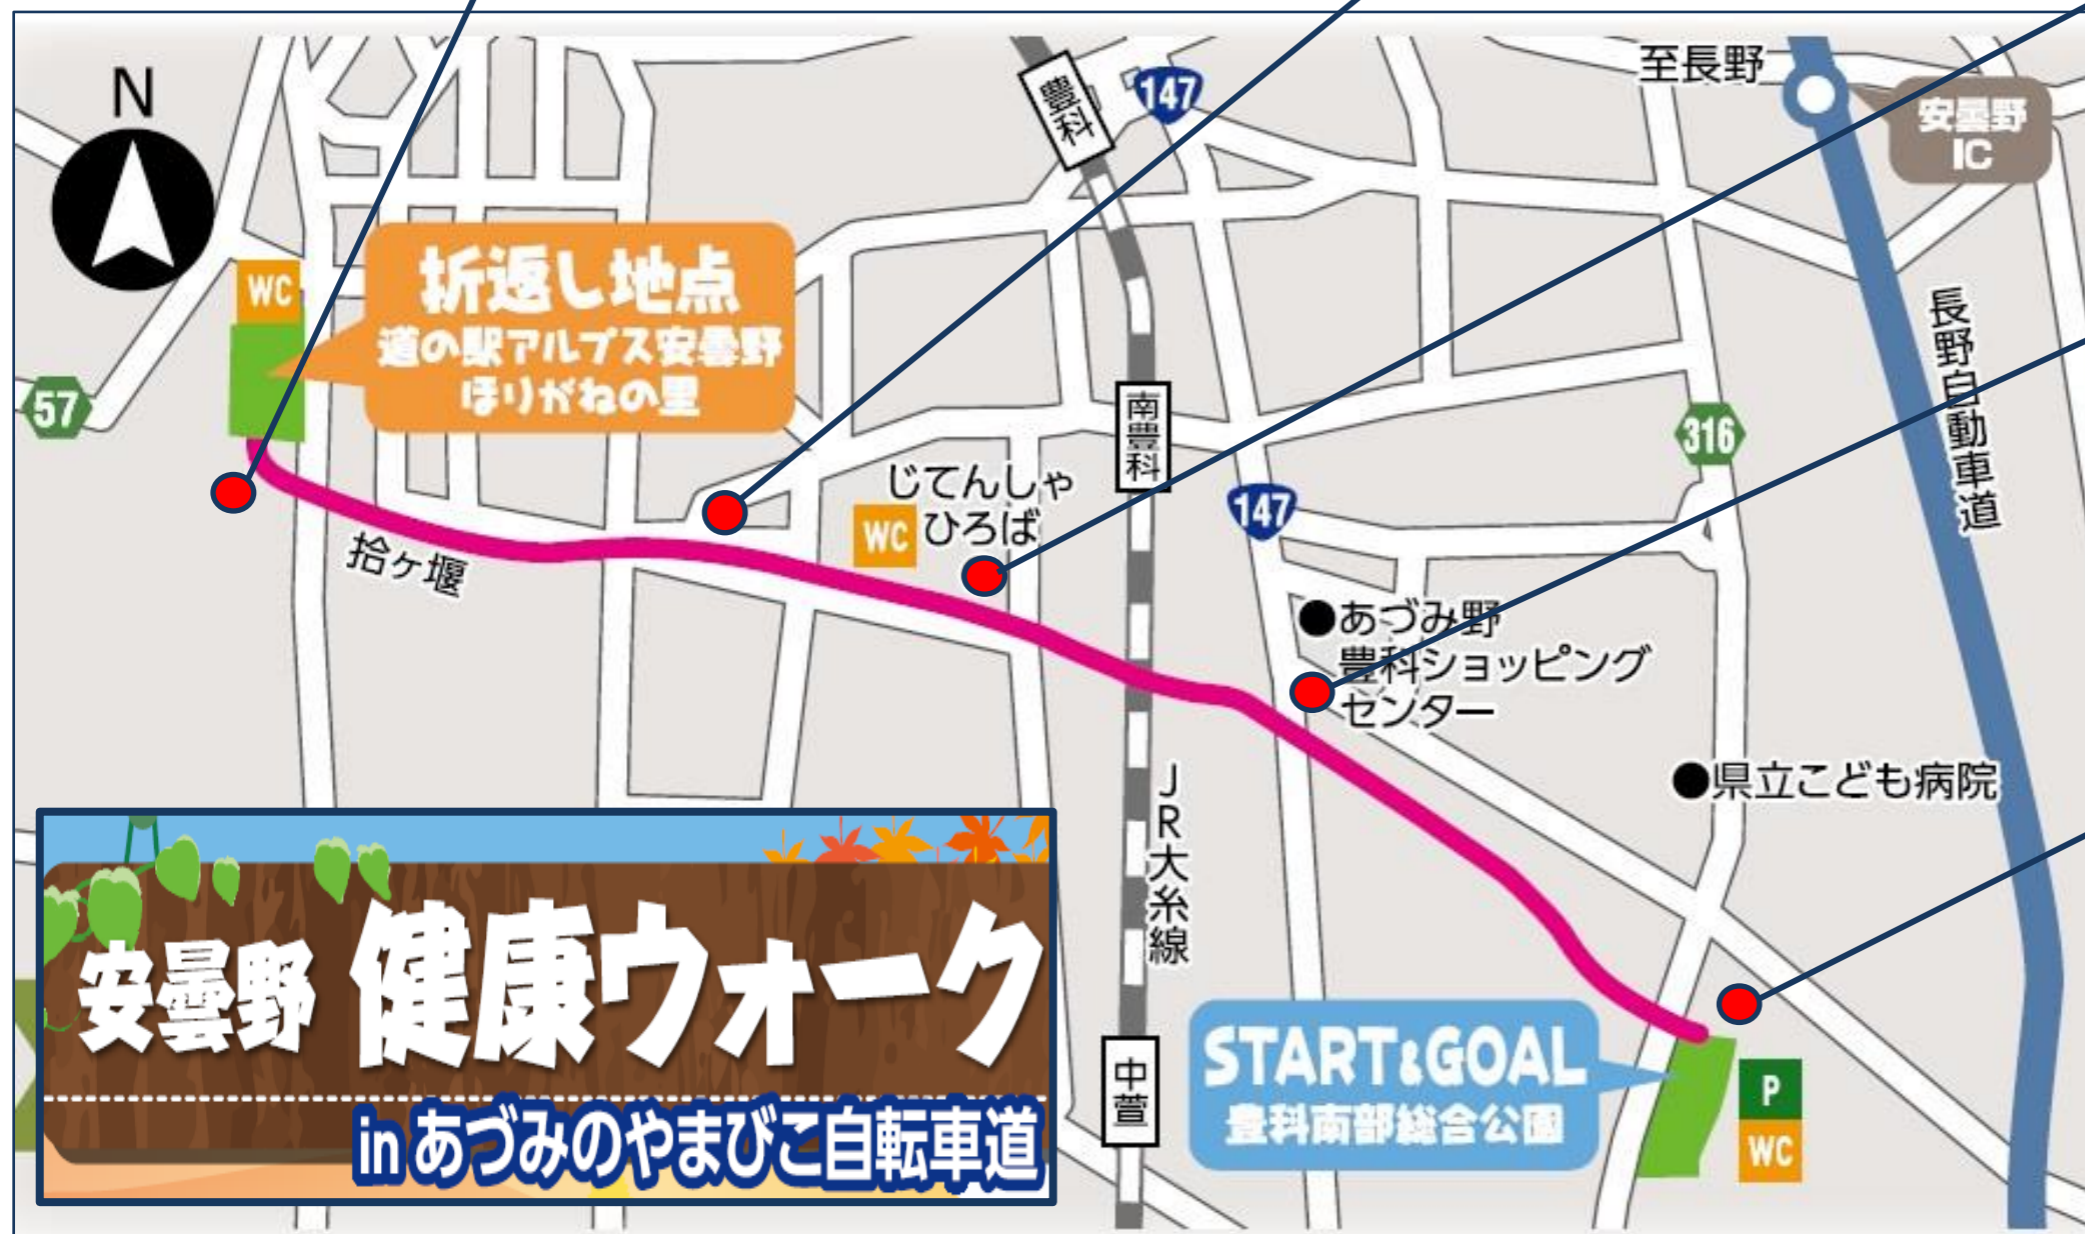 N
豊科
147
至長野
安曇野
IC
WC
折返し地点
道の駅アルプス安曇野
ほりがねの里
57
南豊科
316
長野自動車道
じてんしゃ
ひろば
WC
147
拾ヶ堰
●あづみ野
豊科ショッピング
センター
●県立こども病院
JR大糸線
安曇野 健康ウォーク
in あづみのやまびこ自転車道
中萱
START&GOAL
豊科南部総合公園
P
WC